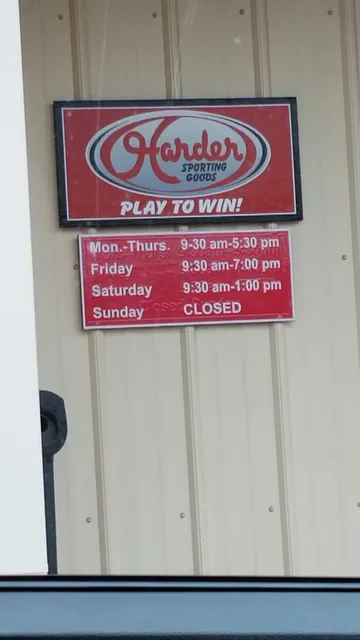 Harder
SPORTING
GOODS
PLAY TO WIN!
Mon.-Thurs. 9-30 am-5:30 pm
Friday 9-30 am-7:00 pm
Saturday 9:30 am-1:00 pm
Sunday CLOSED